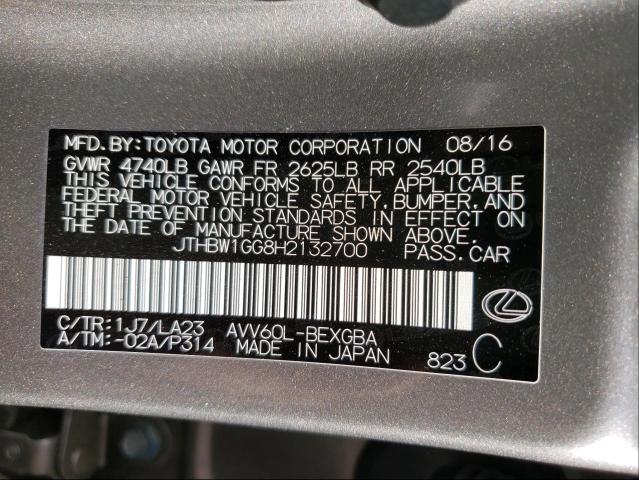 MFD.BY:TOYOTA MOTOR CORPORATION 08/16
GVWR 4740LB GAWR FR 2625LB RR 2540LB
THIS VEHICLE CONFORMS TO ALL APPLICABLE
FEDERAL MOTOR VEHICLE SAFETY,BUMPER,AND
THEFT PREVENTION STANDARDS IN EFFECT ON
THE DATE OF MANUFACTURE SHOWN ABOVE.
JTHBW1GG8H2132700 PASS.CAR
C/TR:1J7/LA23 AVV60L-BEXGBA
A/TM:-02A/P314 MADE IN JAPAN 823 C